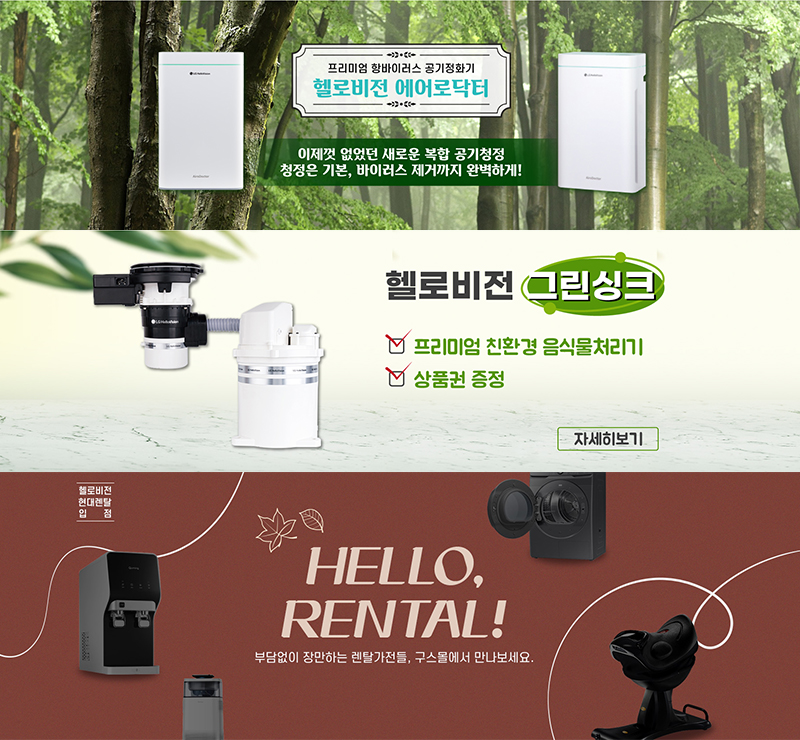 프리미엄 항바이러스 공기정화기
헬로비전 에어로닥터
이제껏 없었던 새로운 복합 공기청정
청정은 기본, 바이러스 제거까지 완벽하게!
LG HelloVision
헬로비전 그린싱크
프리미엄 친환경 음식물처리기
상품권 증정
자세히보기
헬로비전
현대렌탈
입 점
HELLO,
RENTAL!
부담없이 장만하는 렌탈가전들, 구스몰에서 만나보세요.